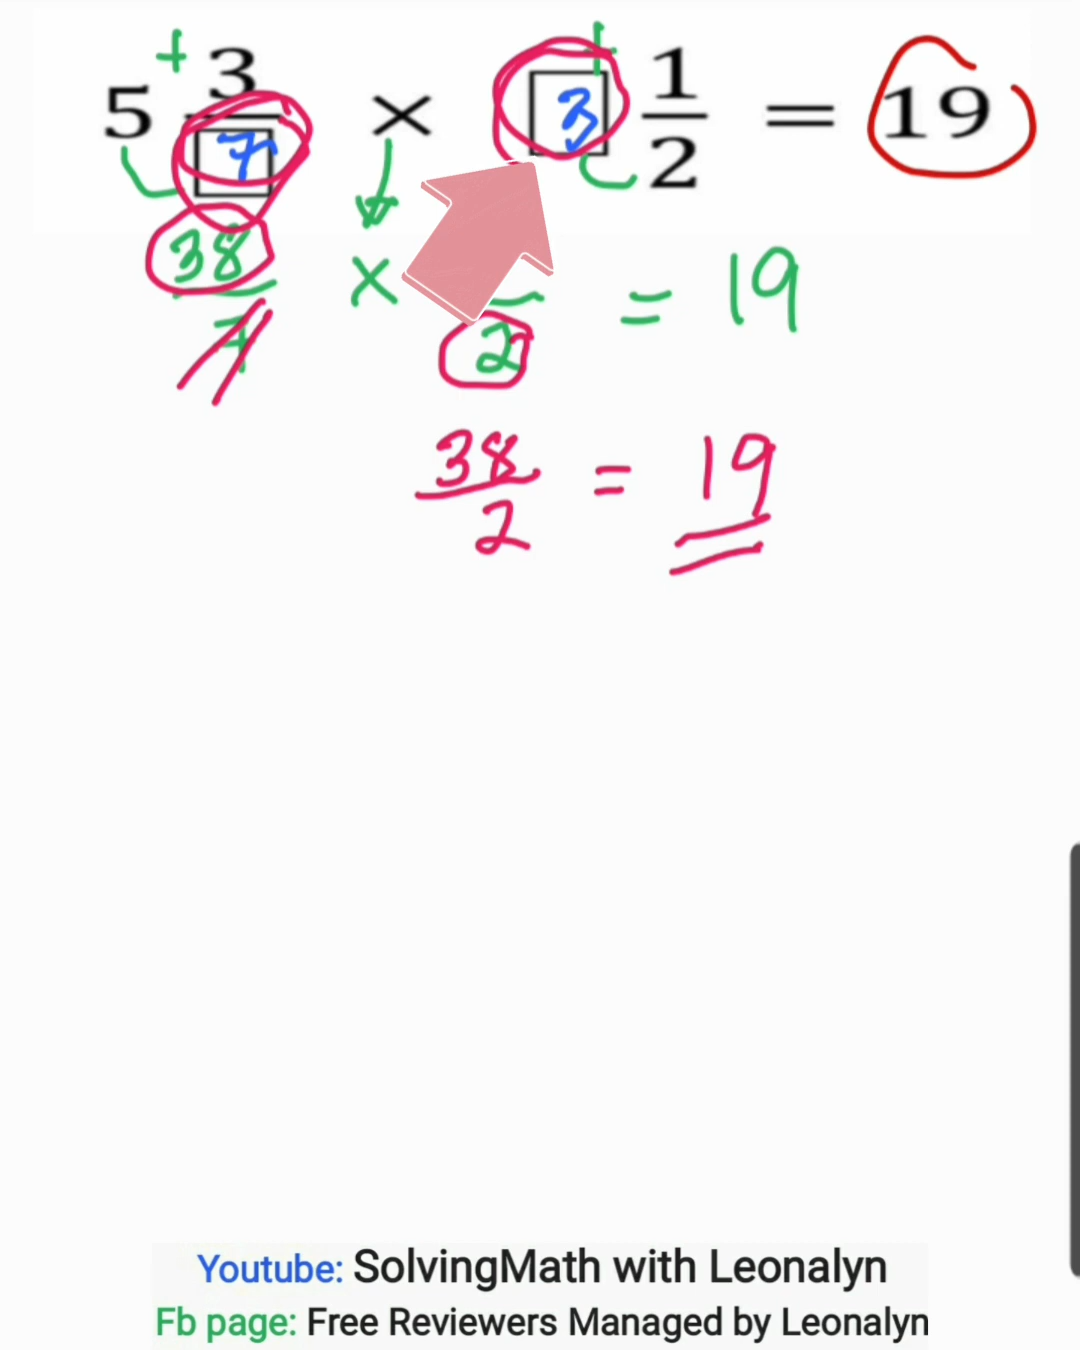 + +
5 3/7 × 3 1/2 = 19
38/7 × /2 = 19
38/2 = 19
Youtube: SolvingMath with Leonalyn
Fb page: Free Reviewers Managed by Leonalyn